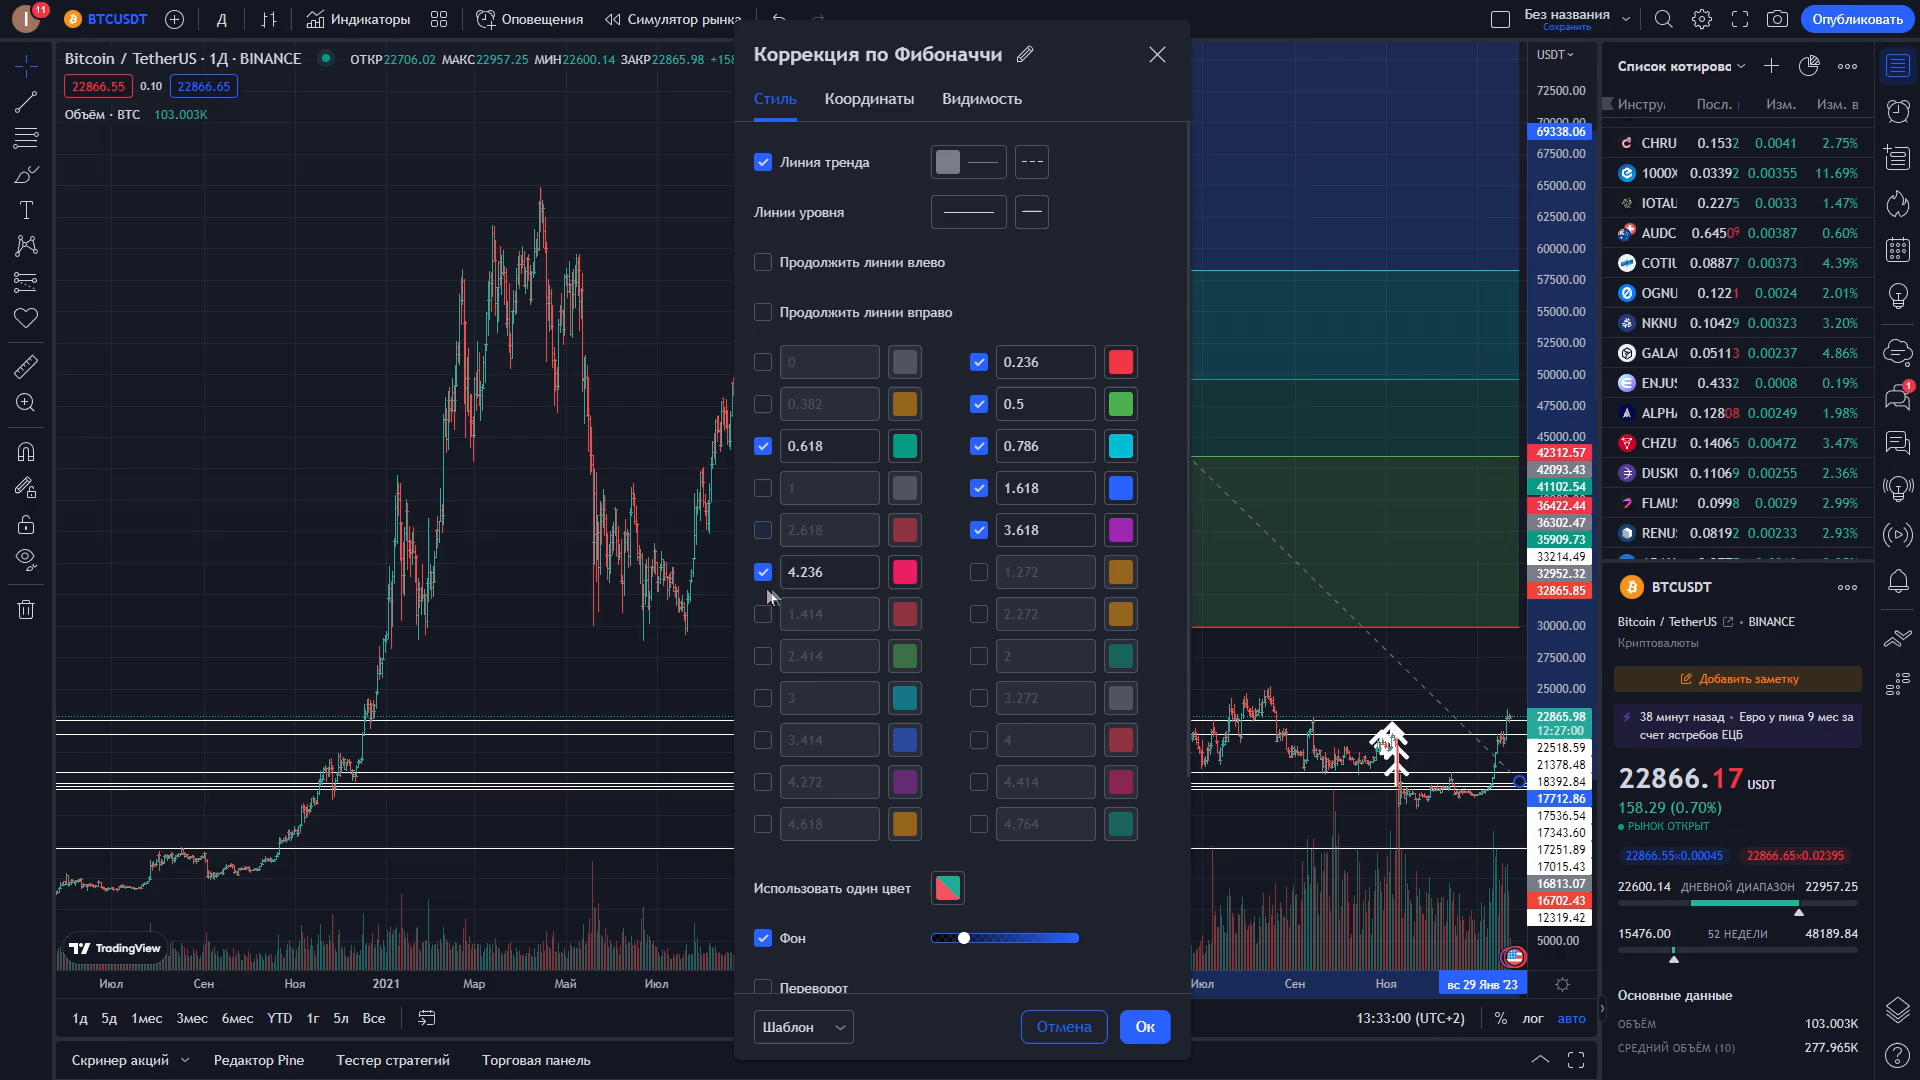 11
BTCUSDT
Д
Индикаторы
Оповещения
Симулятор рынка
Без названия
Сохранить
Опубликовать
Bitcoin / TetherUS · 1Д · BINANCE
ОТКР22706.02 МАКС22957.25 МИН22600.14 ЗАКР22865.98
22866.55 0.10 22866.65
Объём · BTC 103.003K
Коррекция по Фибоначчи
Стиль Координаты Видимость
Линия тренда
Линии уровня
Продолжить линии влево
Продолжить линии вправо
0 0.236
0.382 0.5
0.618 0.786
1 1.618
2.618 3.618
4.236 1.272
1.414 2.272
2.414 2
3 3.272
3.414 4
4.272 4.414
4.618 4.764
Использовать один цвет
Фон
Переворот
Шаблон
Отмена
Ок
TradingView
Июл Сен Ноя 2021 Мар Май Июл
Июл Сен Ноя вс 29 Янв '23
1д 5д 1мес 3мес 6мес YTD 1г 5л Все
13:33:00 (UTC+2) % лог авто
Скринер акций Редактор Pine Тестер стратегий Торговая панель
USDT
72500.00
70000.00
69338.06
67500.00
65000.00
62500.00
60000.00
57500.00
55000.00
52500.00
50000.00
47500.00
45000.00
42312.57
42093.43
41102.54
36422.44
36302.47
35909.73
33214.49
32952.32
32865.85
30000.00
27500.00
25000.00
22865.98
12:27:00
22518.59
21378.48
18392.84
17712.86
17536.54
17343.60
17251.89
17015.43
16813.07
16702.43
12319.42
5000.00
Список котирово
Посл. Изм. Изм. в
CHRU 0.1532 0.0041 2.75%
1000X 0.03392 0.00355 11.69%
IOTAU 0.2275 0.0033 1.47%
AUDC 0.64509 0.00387 0.60%
COTIU 0.08877 0.00373 4.39%
OGNU 0.1221 0.0024 2.01%
NKNU 0.10429 0.00323 3.20%
GALAU 0.05113 0.00237 4.86%
ENJUS 0.4332 0.0008 0.19%
ALPHA 0.12808 0.00249 1.98%
CHZU 0.14065 0.00472 3.47%
DUSKU 0.11069 0.00255 2.36%
FLMU 0.0998 0.0029 2.99%
RENU 0.08192 0.00233 2.93%
BTCUSDT
Bitcoin / TetherUS • BINANCE
Криптовалюты
Добавить заметку
38 минут назад • Евро у пика 9 мес за
счет ястребов ЕЦБ
22866.17 USDT
158.29 (0.70%)
РЫНОК ОТКРЫТ
22866.55×0.00045 22866.65×0.02395
22600.14 ДНЕВНОЙ ДИАПАЗОН 22957.25
15476.00 52 НЕДЕЛИ 48189.84
Основные данные
ОБЪЁМ 103.003K
СРЕДНИЙ ОБЪЁМ (10) 277.965K
1